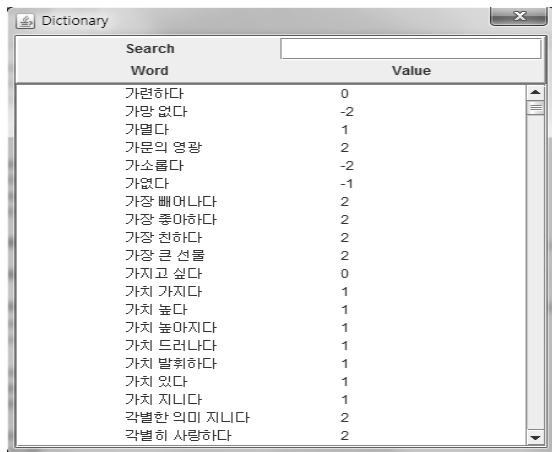 Dictionary
Search
Word Value
가련하다 0
가망 없다 -2
가멸다 1
가문의 영광 2
가소롭다 -2
가엾다 -1
가장 빼어나다 2
가장 좋아하다 2
가장 친하다 2
가장 큰 선물 2
가지고 싶다 0
가치 가지다 1
가치 높다 1
가치 높아지다 1
가치 드러나다 1
가치 발휘하다 1
가치 있다 1
가치 지니다 1
각별한 의미 지니다 2
각별히 사랑하다 2